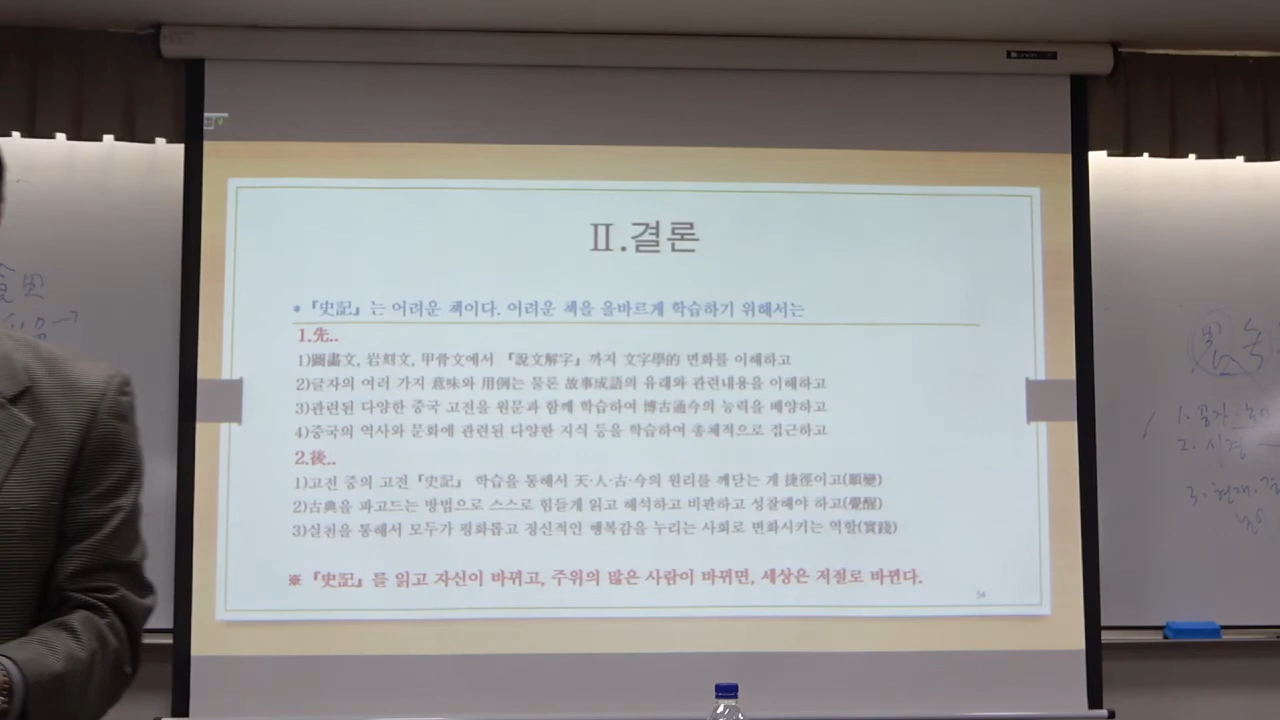 Ⅱ.결론
* 『史記』는 어려운 책이다. 어려운 책을 올바르게 학습하기 위해서는
1.先..
1)圖畵文, 岩刻文, 甲骨文에서 『說文解字』까지 文字學的 변화를 이해하고
2)글자의 여러 가지 意味와 用例는 물론 故事成語의 유래와 관련내용을 이해하고
3)관련된 다양한 중국 고전을 원문과 함께 학습하여 博古通今의 능력을 배양하고
4)중국의 역사와 문화에 관련된 다양한 지식 등을 학습하여 총체적으로 접근하고
2.後..
1)고전 중의 고전『史記』 학습을 통해서 天·人·古·今의 원리를 깨닫는 게 捷徑이고(順變)
2)古典을 파고드는 방법으로 스스로 힘들게 읽고 해석하고 비판하고 성찰해야 하고(覺醒)
3)실천을 통해서 모두가 평화롭고 정신적인 행복감을 누리는 사회로 변화시키는 역할(實踐)
※『史記』를 읽고 자신이 바뀌고, 주위의 많은 사람이 바뀌면, 세상은 저절로 바뀐다.
54
1. 공자
2. 시경
3. 현재.